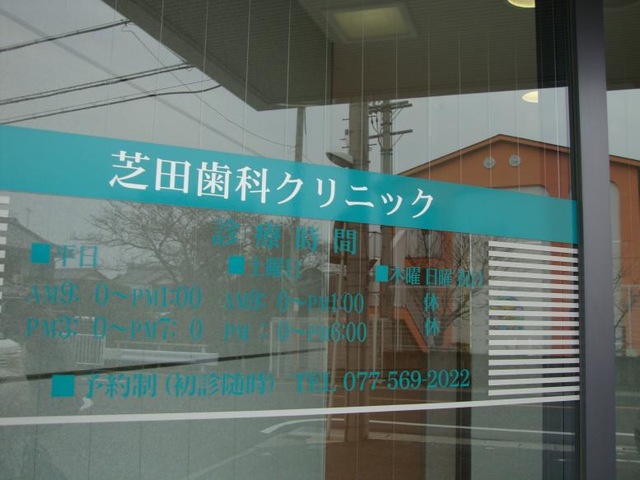 芝田歯科クリニック
診療時間
■平日 ■土曜日 ■木曜 日曜 祝日
AM9:0〜PM1:00 AM9:0〜PM1:00 休
PM3:0〜PM7:0 PM :0〜PM6:00 休
■予約制(初診随時) TEL 077-569-2022